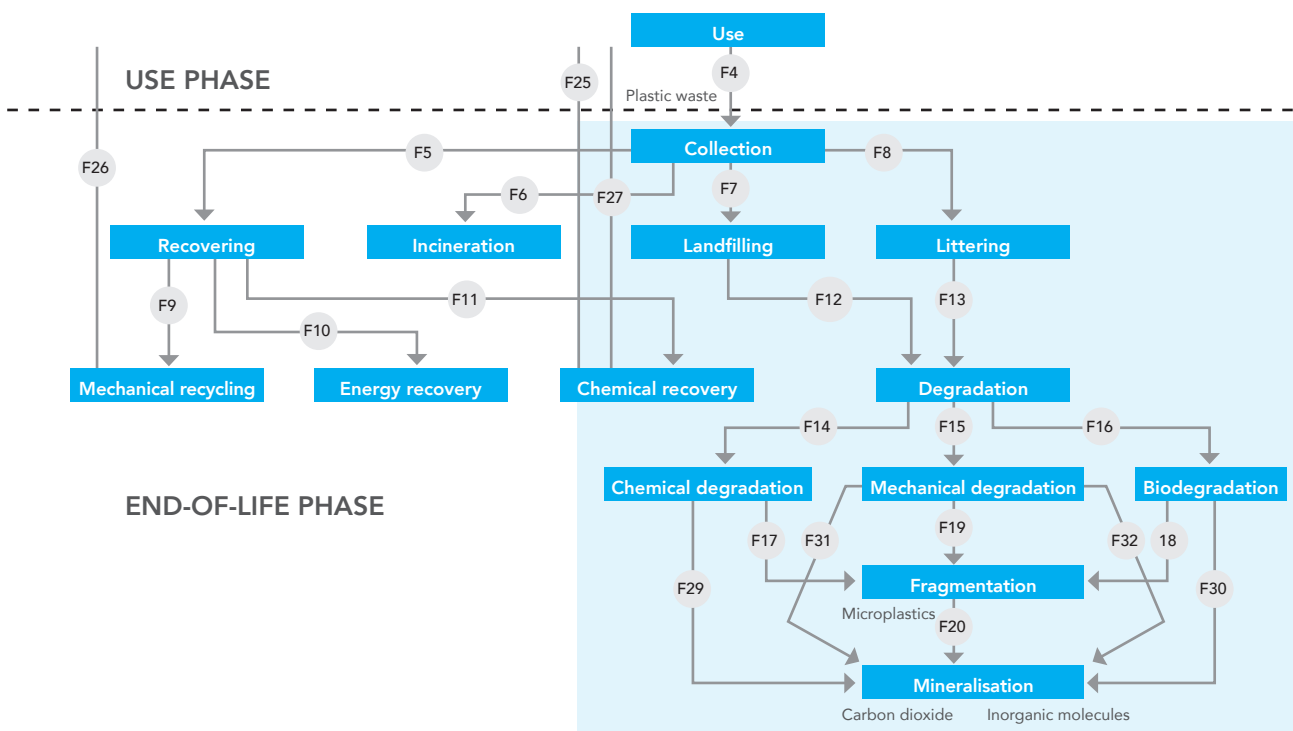 Use
USE PHASE
F4
F25
Plastic waste
Collection
F5
F8
F26
F6
F27
F7
Recovering
Incineration
Landfilling
Littering
F9
F11
F12
F13
F10
Mechanical recycling
Energy recovery
Chemical recovery
Degradation
F14
F15
F16
Chemical degradation
Mechanical degradation
Biodegradation
END-OF-LIFE PHASE
F17
F31
F19
F32
18
F29
Fragmentation
F30
Microplastics
F20
Mineralisation
Carbon dioxide
Inorganic molecules